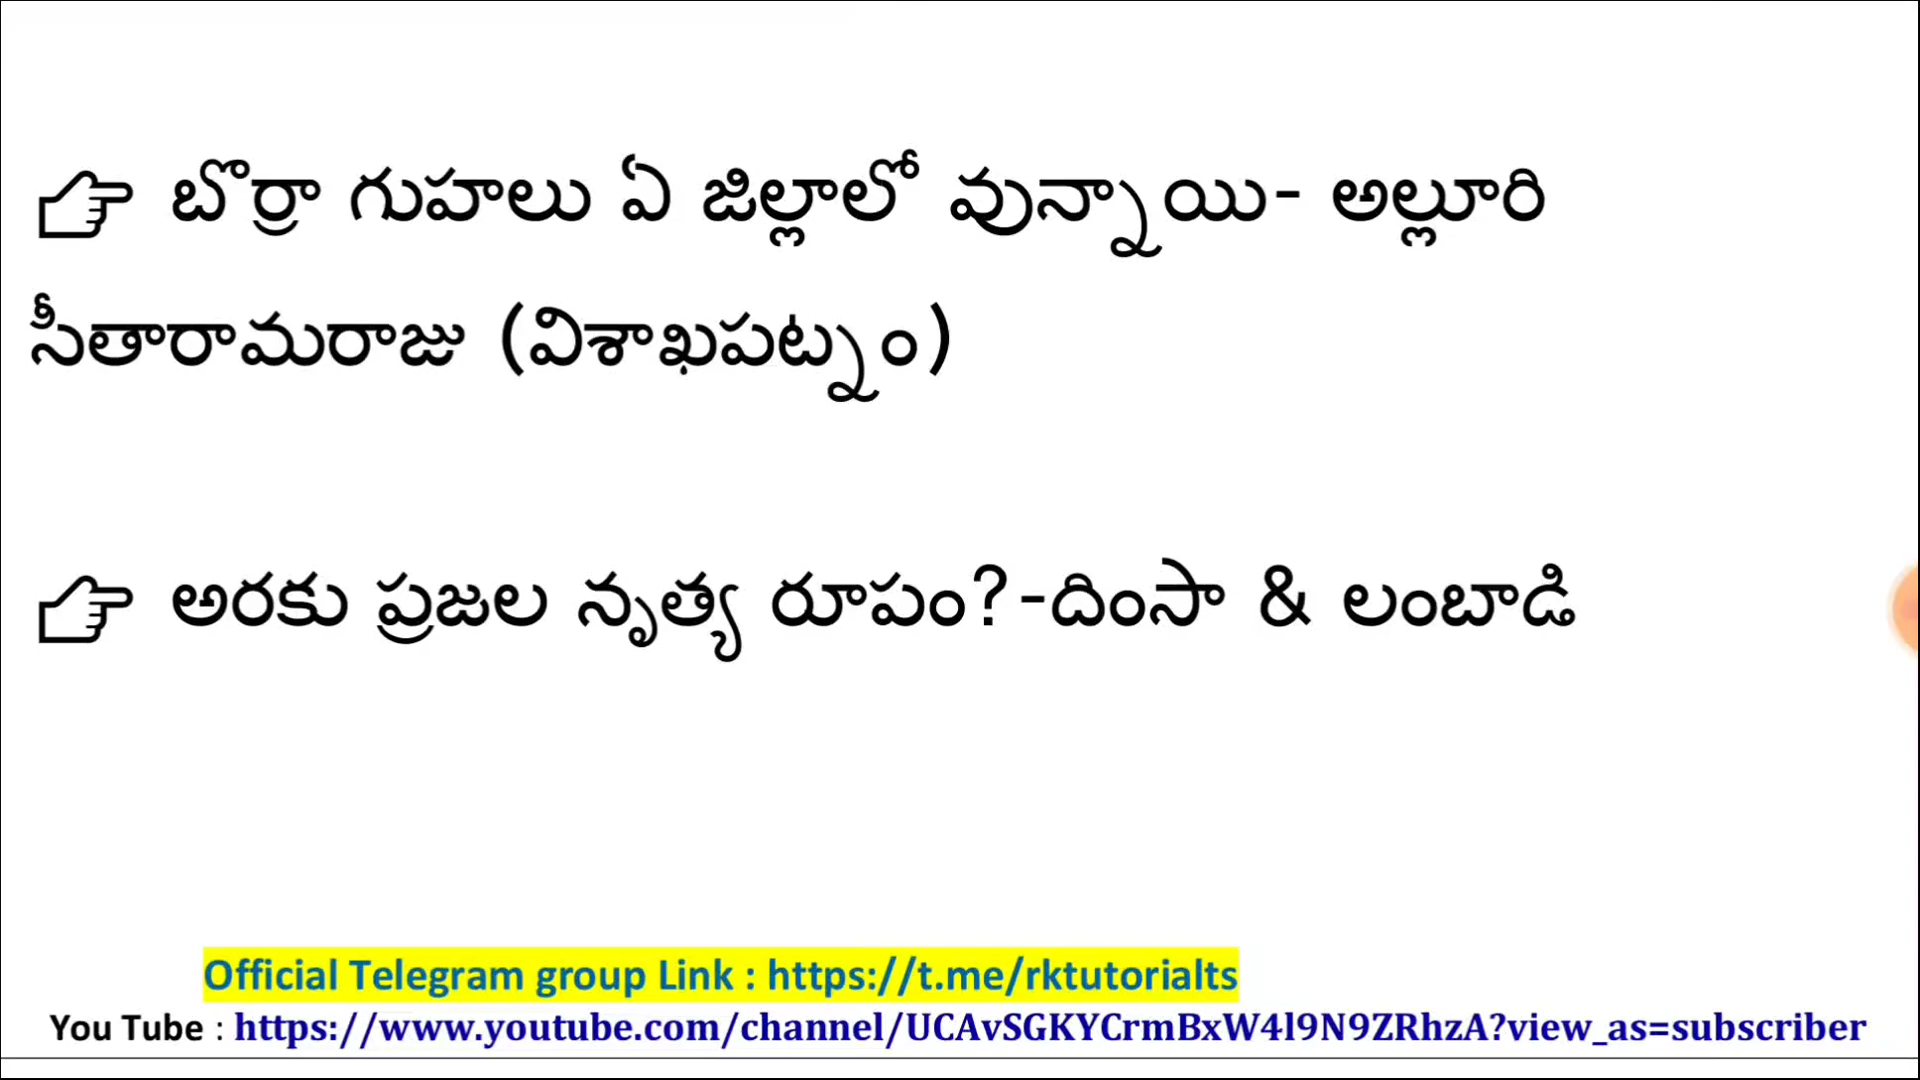 👉 బొర్రా గుహలు ఏ జిల్లాలో వున్నాయి- అల్లూరి
సీతారామరాజు (విశాఖపట్నం)
👉 అరకు ప్రజల నృత్య రూపం?-దింసా & లంబాడి
Official Telegram group Link : https://t.me/rktutorialts
You Tube : https://www.youtube.com/channel/UCAvSGKYCrmBxW4l9N9ZRhzA?view_as=subscriber